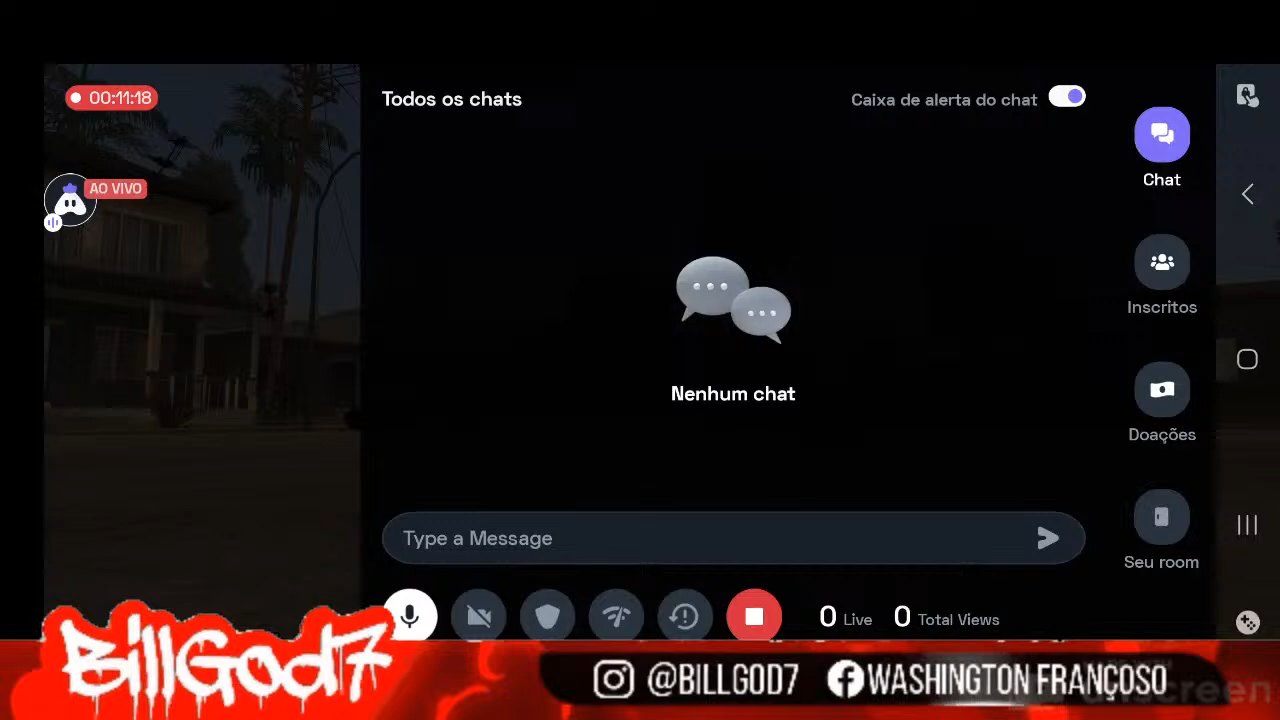 00:11:18
Todos os chats
Caixa de alerta do chat
AO VIVO
Chat
Inscritos
Nenhum chat
Doações
Type a Message
Seu room
0 Live 0 Total Views
BillGod7
@BILLGOD7
WASHINGTON FRANÇOSO